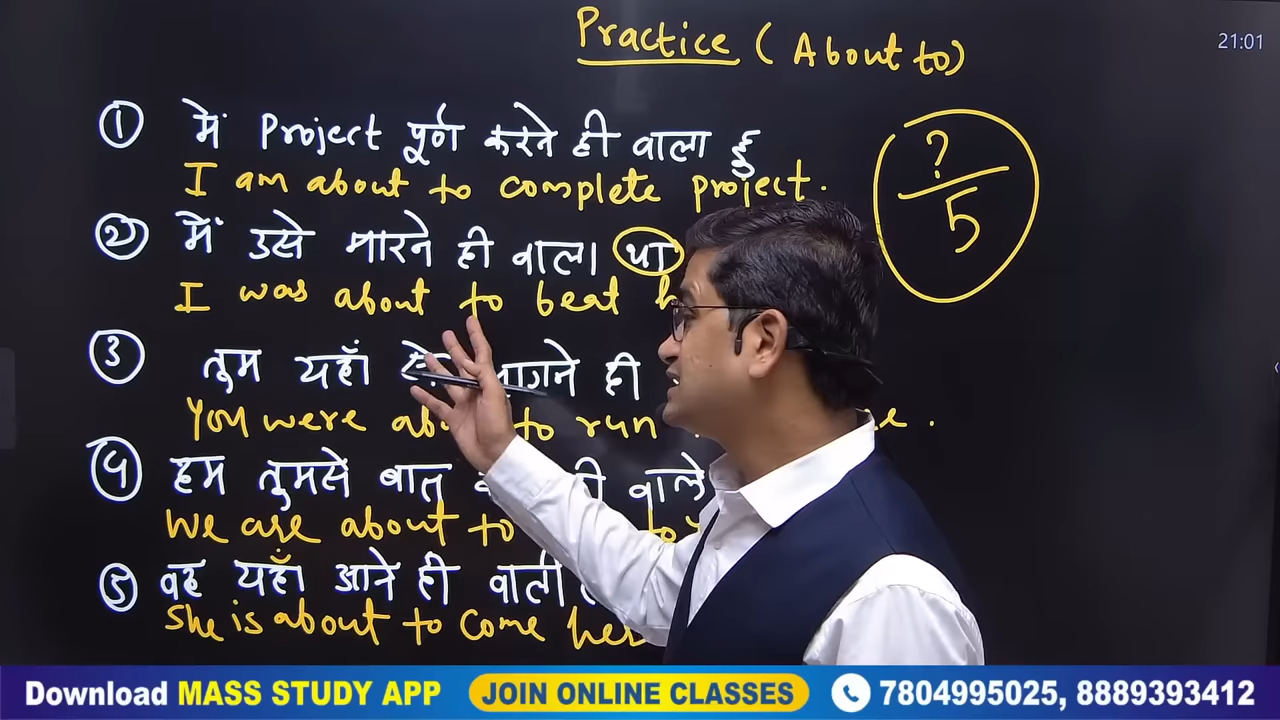 Practice (About to)
21:01
① में Project पूर्ण करने ही वाला हु
I am about to complete project.
?
5
② में उसे मारने ही वाला था
I was about to beat
③ तुम यहाँ से ही
You were to run
④ हम तुमसे बात वाले
We are about to
⑤ वह यहाँ आने ही वाली
She is about to come
Download MASS STUDY APP JOIN ONLINE CLASSES 7804995025, 8889393412